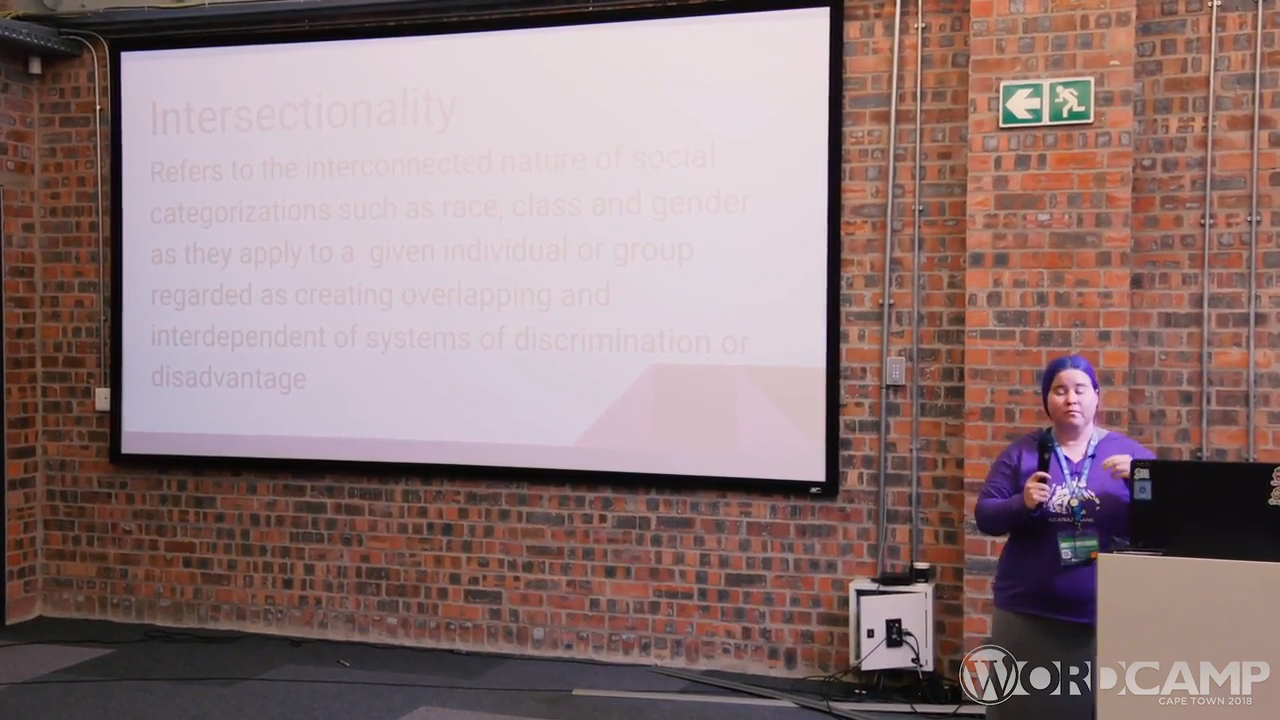 Intersectionality
Refers to the interconnected nature of social
categorizations such as race, class and gender
as they apply to a given individual or group
regarded as creating overlapping and
interdependent of systems of discrimination or
disadvantage
WORDCAMP
CAPE TOWN 2018